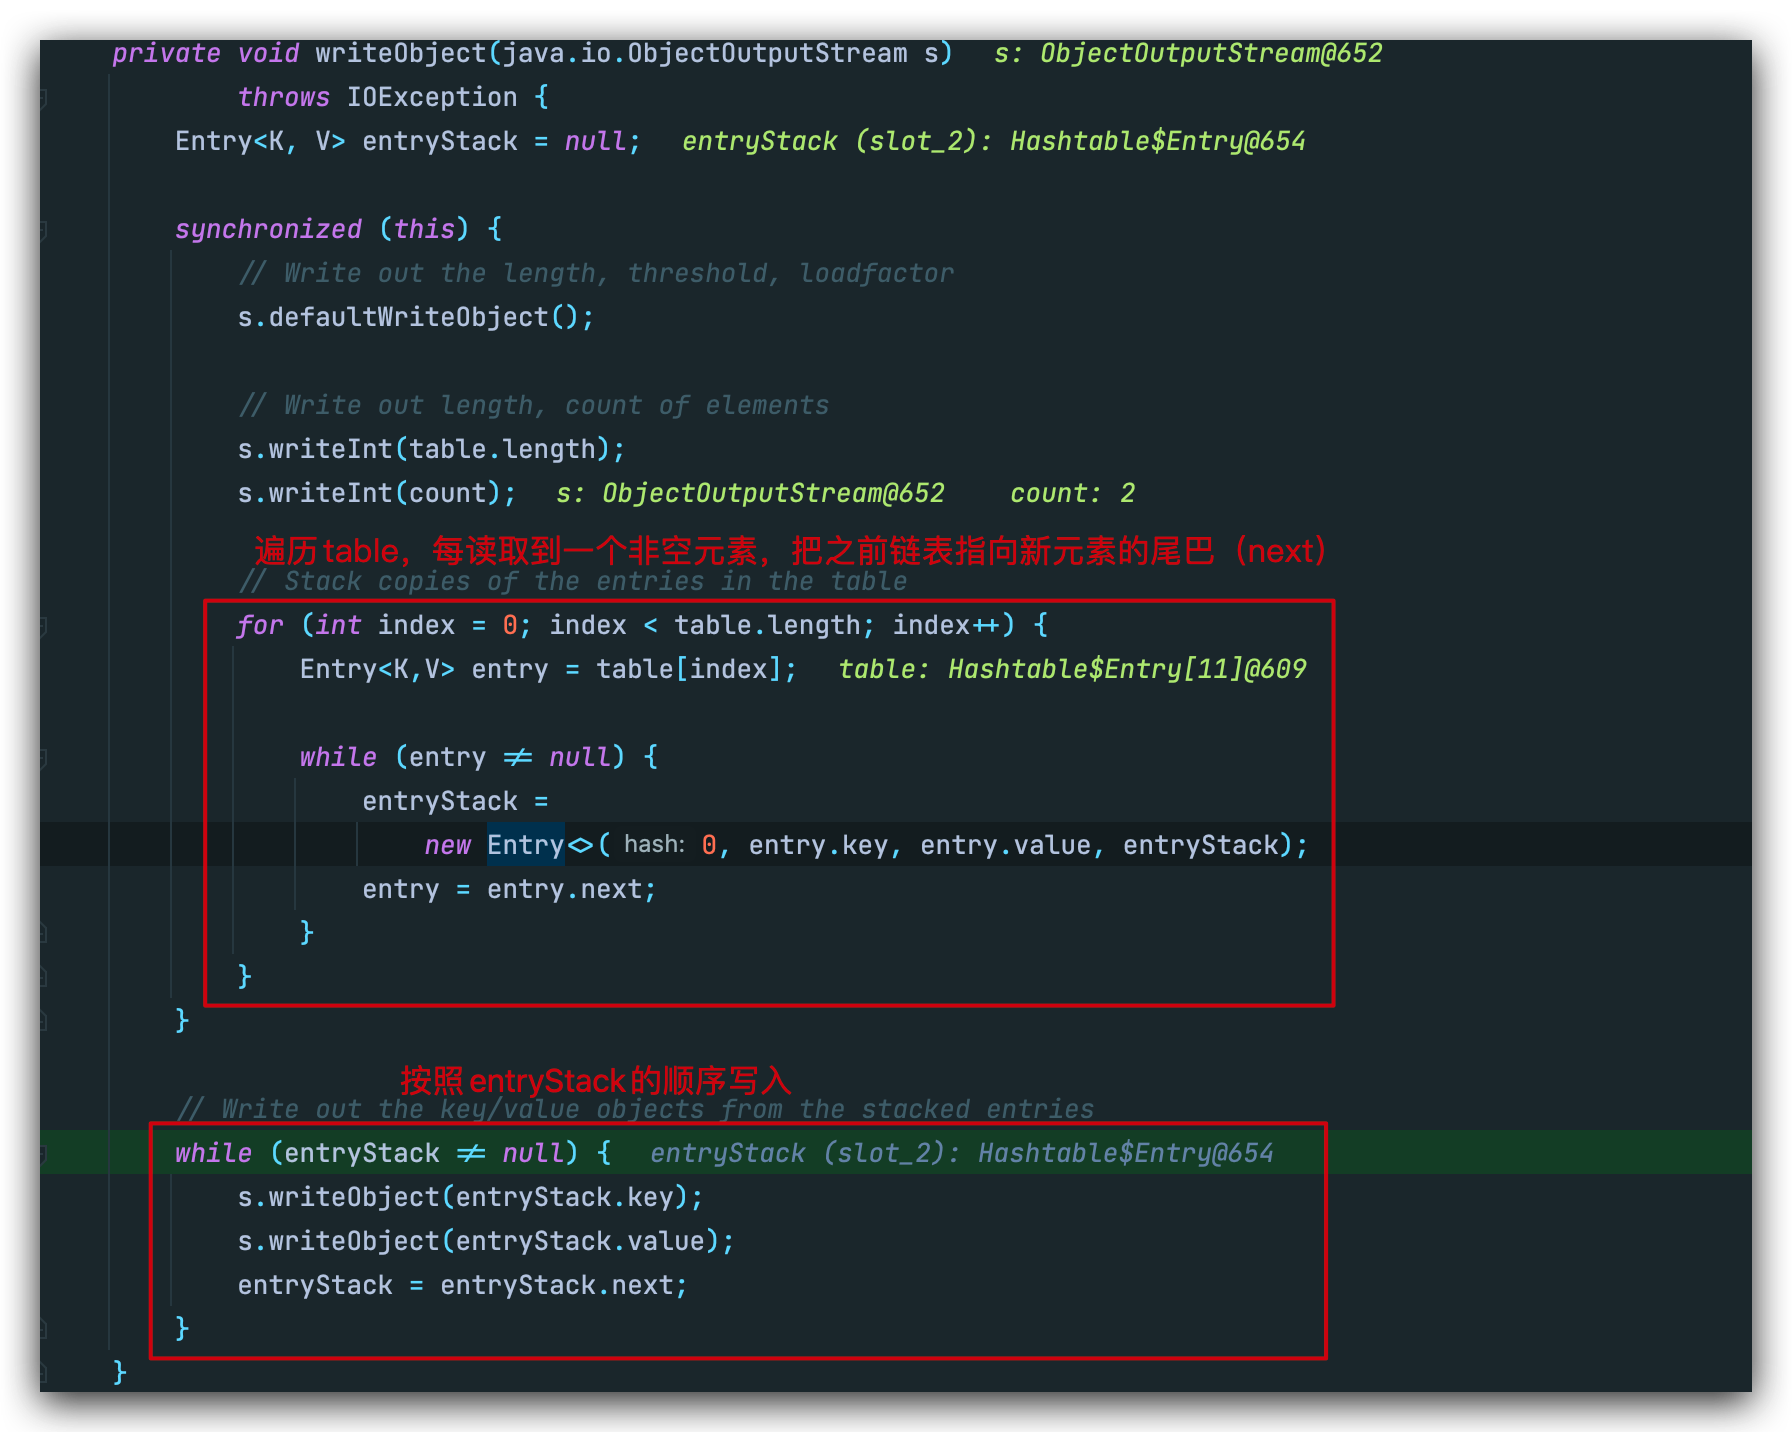 private void writeObject(java.io.ObjectOutputStream s)   s: ObjectOutputStream@652
throws IOException {
Entry<K, V> entryStack = null;   entryStack (slot_2): Hashtable$Entry@654
synchronized (this) {
// Write out the length, threshold, loadfactor
s.defaultWriteObject();
// Write out length, count of elements
s.writeInt(table.length);
s.writeInt(count);   s: ObjectOutputStream@652   count: 2
遍历table，每读取到一个非空元素，把之前链表指向新元素的尾巴（next）
// Stack copies of the entries in the table
for (int index = 0; index < table.length; index++) {
Entry<K,V> entry = table[index];   table: Hashtable$Entry[11]@609
while (entry != null) {
entryStack =
new Entry<>( hash: 0, entry.key, entry.value, entryStack);
entry = entry.next;
}
}
}
按照entryStack的顺序写入
// Write out the key/value objects from the stacked entries
while (entryStack != null) {   entryStack (slot_2): Hashtable$Entry@654
s.writeObject(entryStack.key);
s.writeObject(entryStack.value);
entryStack = entryStack.next;
}
}